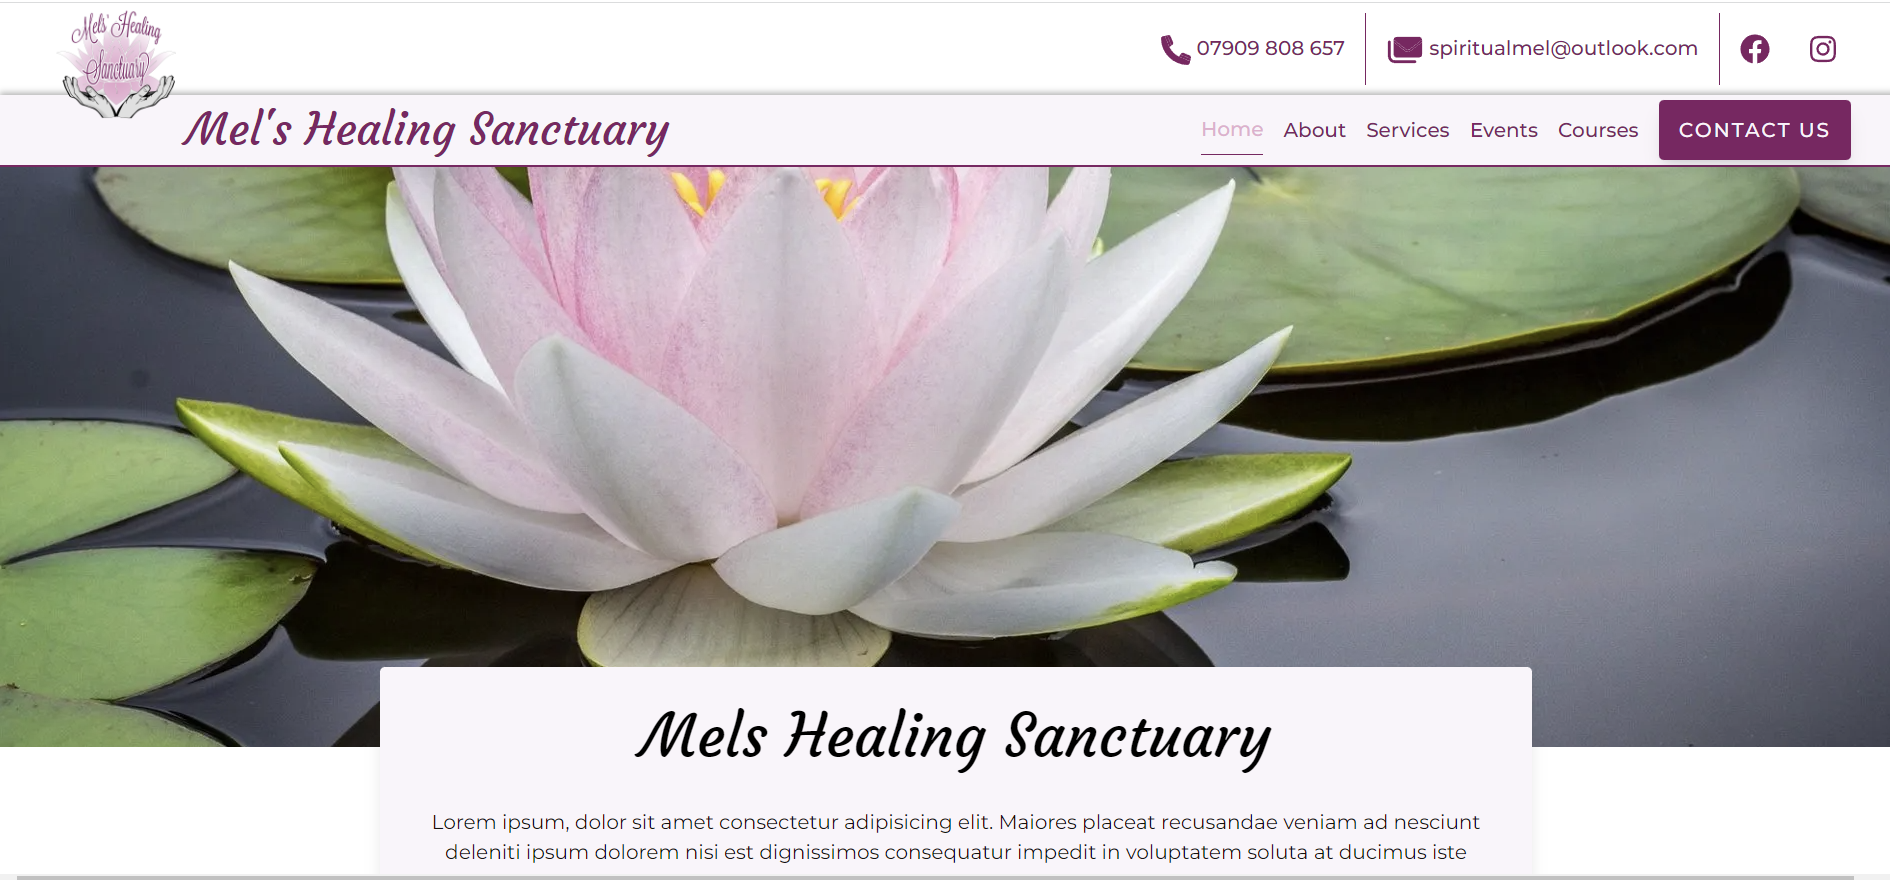 Mels' Healing
Sanctuary
07909 808 657
spiritualmel@outlook.com
Mel's Healing Sanctuary
Home About Services Events Courses CONTACT US
Mels Healing Sanctuary
Lorem ipsum, dolor sit amet consectetur adipisicing elit. Maiores placeat recusandae veniam ad nesciunt
deleniti ipsum dolorem nisi est dignissimos consequatur impedit in voluptatem soluta at ducimus iste